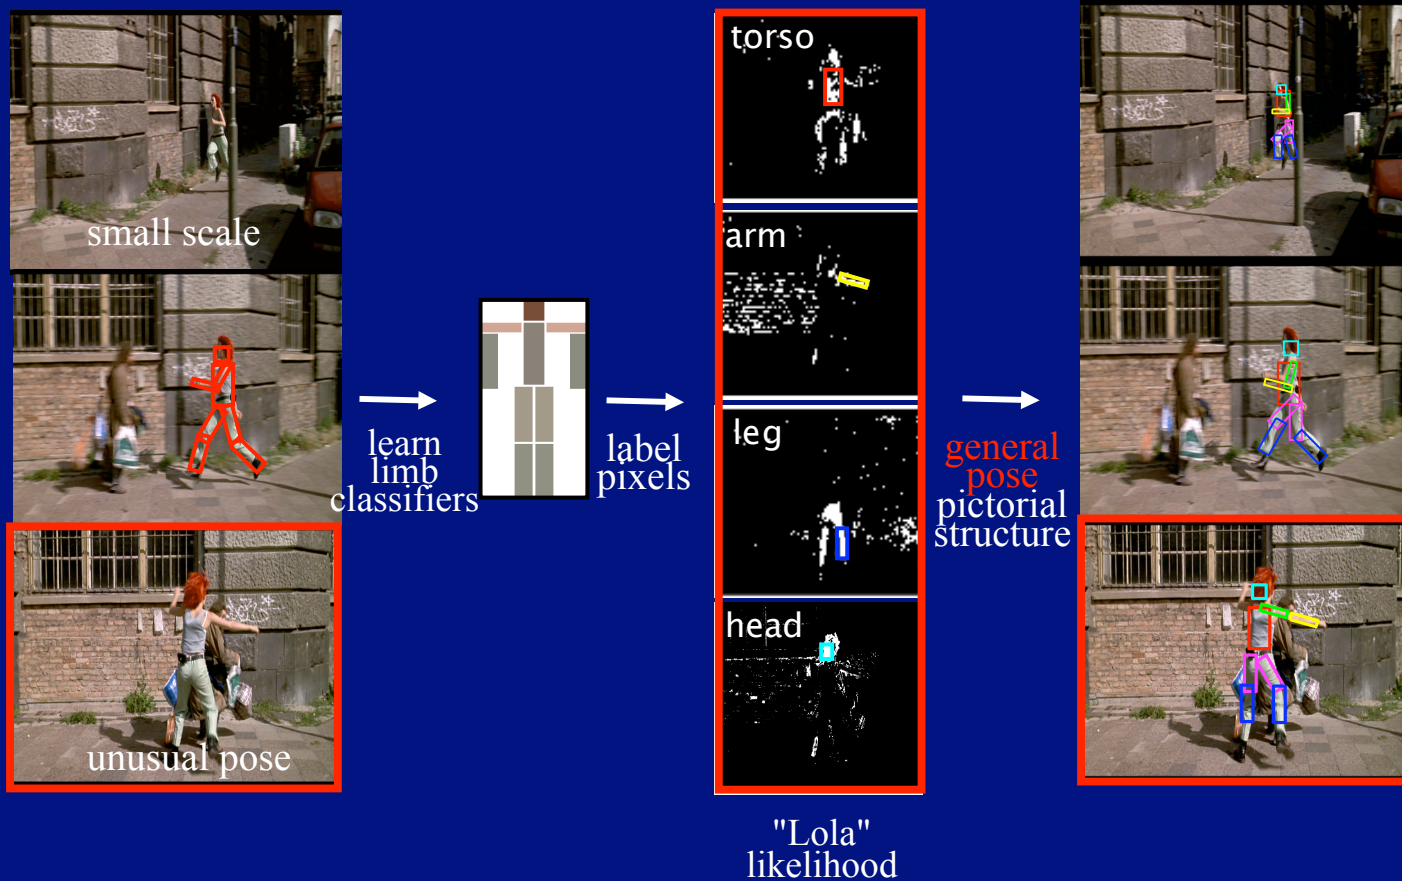 small scale
unusual pose
learn
limb
classifiers
label
pixels
torso
arm
leg
head
"Lola"
likelihood
general
pose
pictorial
structure